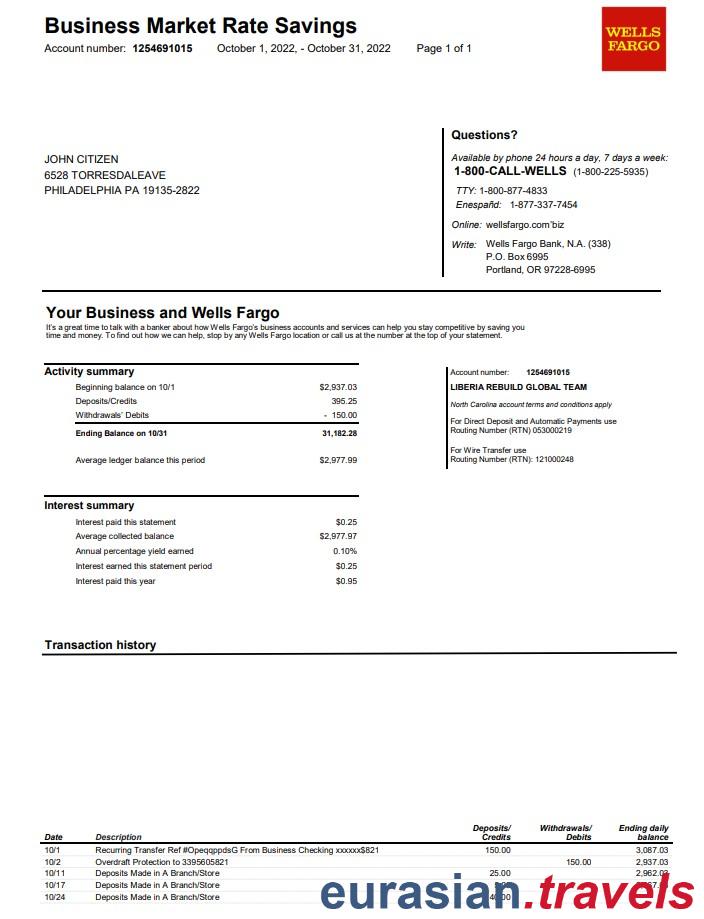 Business Market Rate Savings
Account number: 1254691015 October 1, 2022, - October 31, 2022 Page 1 of 1
WELLS
FARGO
JOHN CITIZEN
6528 TORRESDALEAVE
PHILADELPHIA PA 19135-2822
Questions?
Available by phone 24 hours a day, 7 days a week:
1-800-CALL-WELLS (1-800-225-5935)
TTY: 1-800-877-4833
Enespañd: 1-877-337-7454
Online: wellsfargo.com'biz
Write: Wells Fargo Bank, N.A. (338)
P.O. Box 6995
Portland, OR 97228-6995
Your Business and Wells Fargo
It's a great time to talk with a banker about how Wells Fargo's business accounts and services can help you stay competitive by saving you
time and money. To find out how we can help, stop by any Wells Fargo location or call us at the number at the top of your statement.
Activity summary
Beginning balance on 10/1 $2,937.03
Deposits/Credits 395.25
Withdrawals' Debits - 150.00
Ending Balance on 10/31 31,182.28
Average ledger balance this period $2,977.99
Account number: 1254691015
LIBERIA REBUILD GLOBAL TEAM
North Carolina account terms and conditions apply
For Direct Deposit and Automatic Payments use
Routing Number (RTN) 053000219
For Wire Transfer use
Routing Number (RTN): 121000248
Interest summary
Interest paid this statement $0.25
Average collected balance $2,977.97
Annual percentage yield earned 0.10%
Interest earned this statement period $0.25
Interest paid this year $0.95
Transaction history
Deposits/ Withdrawals/ Ending daily
Date Description Credits Debits balance
10/1 Recurring Transfer Ref #OpeqqppdsG From Business Checking xxxxxx$821 150.00 3,087.03
10/2 Overdraft Protection to 3395605821 150.00 2,937.03
10/11 Deposits Made in A Branch/Store 25.00 2,962.03
10/17 Deposits Made in A Branch/Store
10/24 Deposits Made in A Branch/Store
eurasian.travels